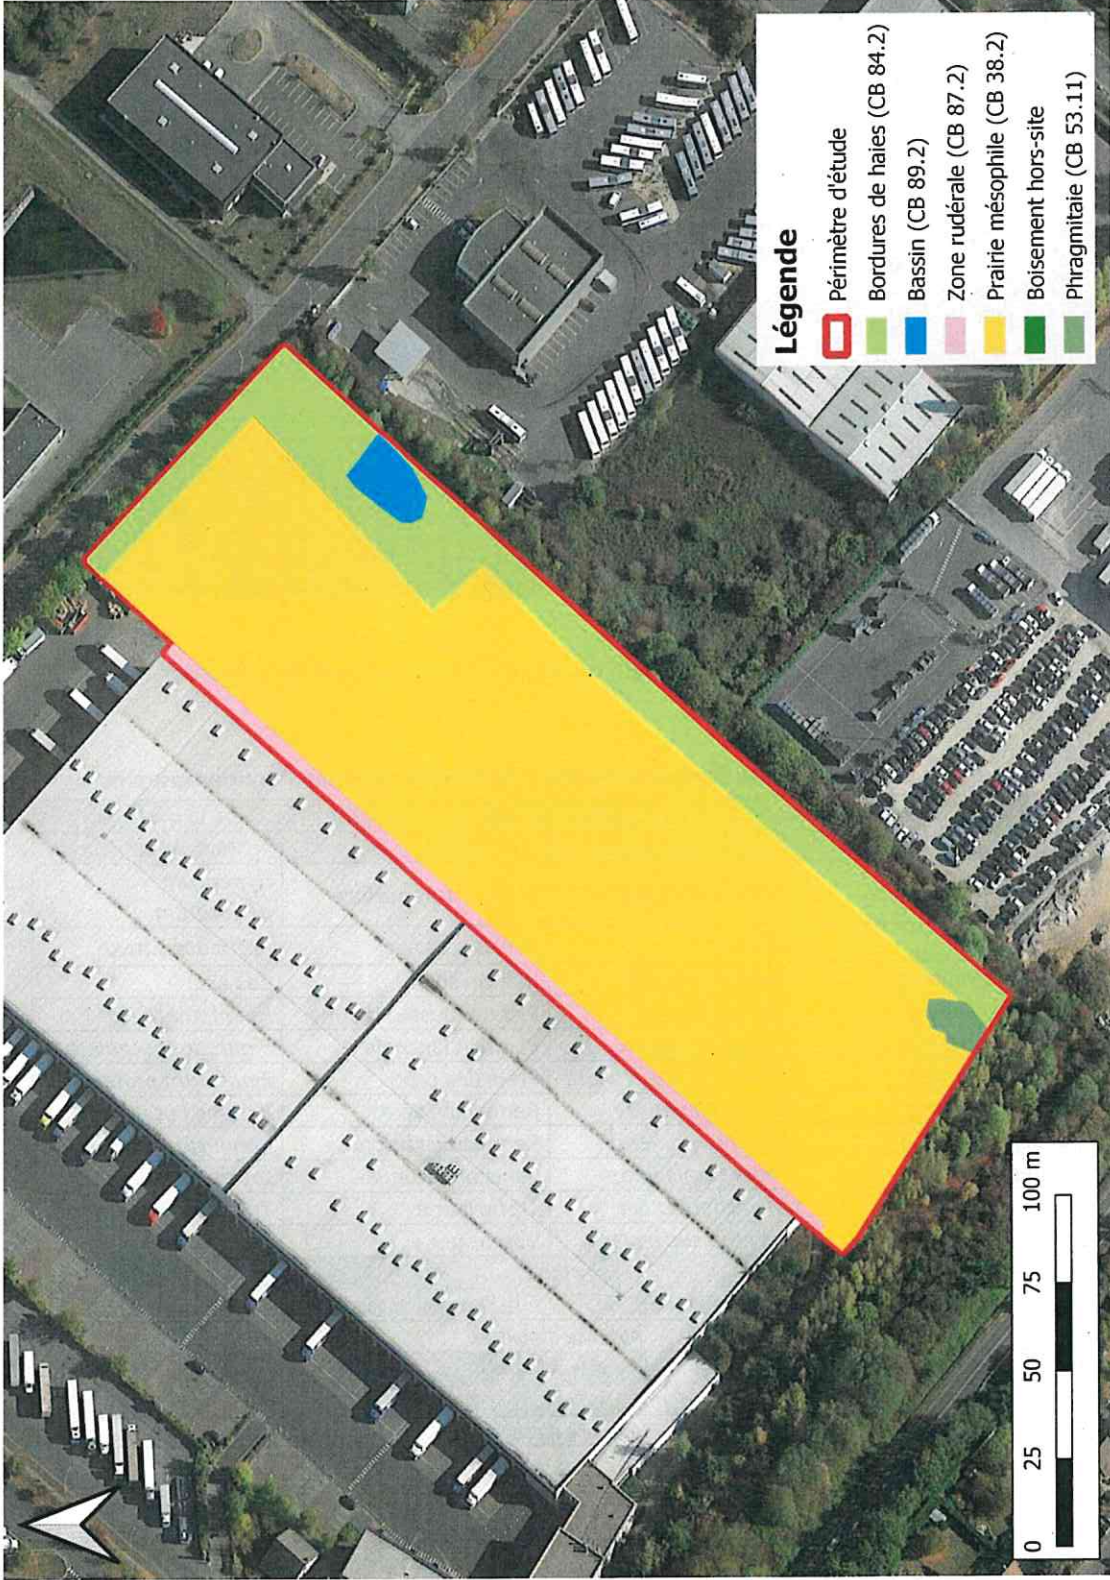 Légende
Périmètre d'étude
Bordures de haies (CB 84.2)
Bassin (CB 89.2)
Zone rudérale (CB 87.2)
Prairie mésophile (CB 38.2)
Boisement hors-site
Phragmitaie (CB 53.11)
0 25 50 75 100 m